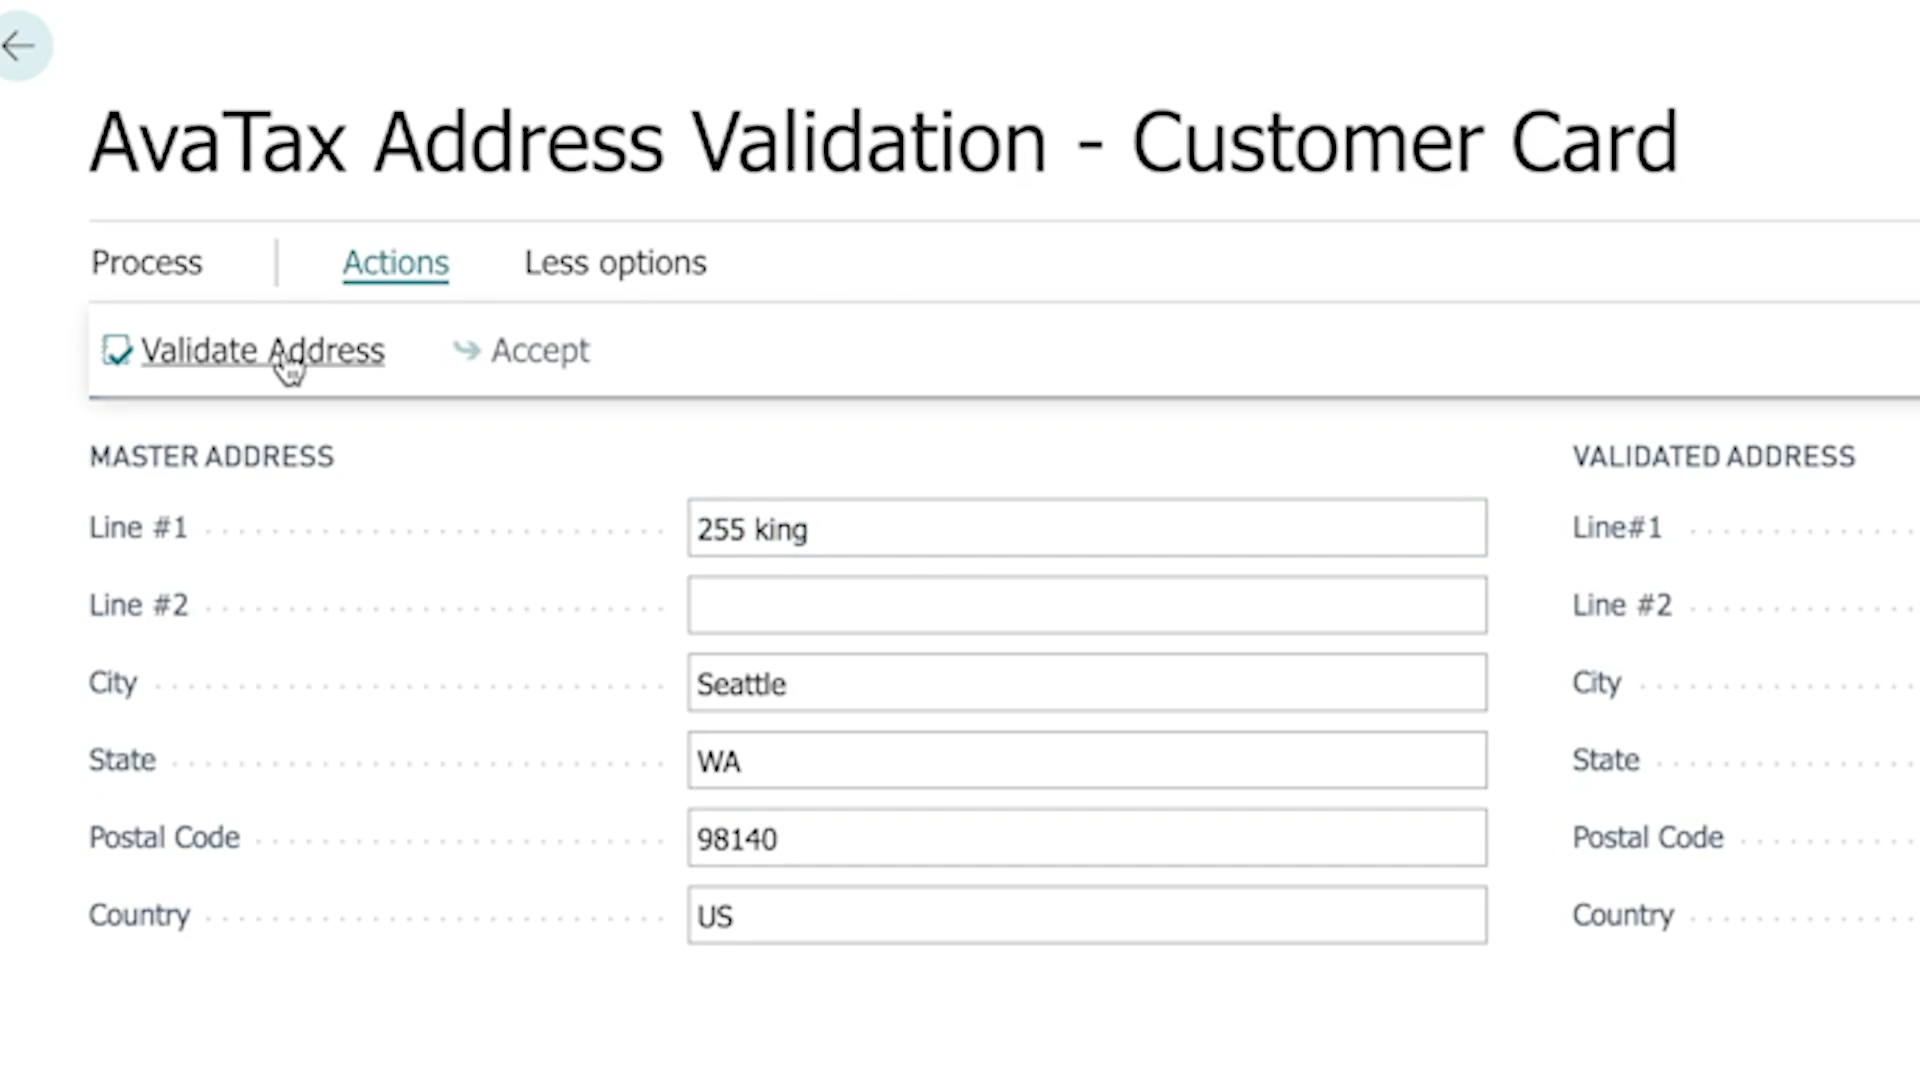 AvaTax Address Validation - Customer Card
Process Actions Less options
Validate Address Accept
MASTER ADDRESS VALIDATED ADDRESS
Line #1 255 king Line#1
Line #2 Line #2
City Seattle City
State WA State
Postal Code 98140 Postal Code
Country US Country